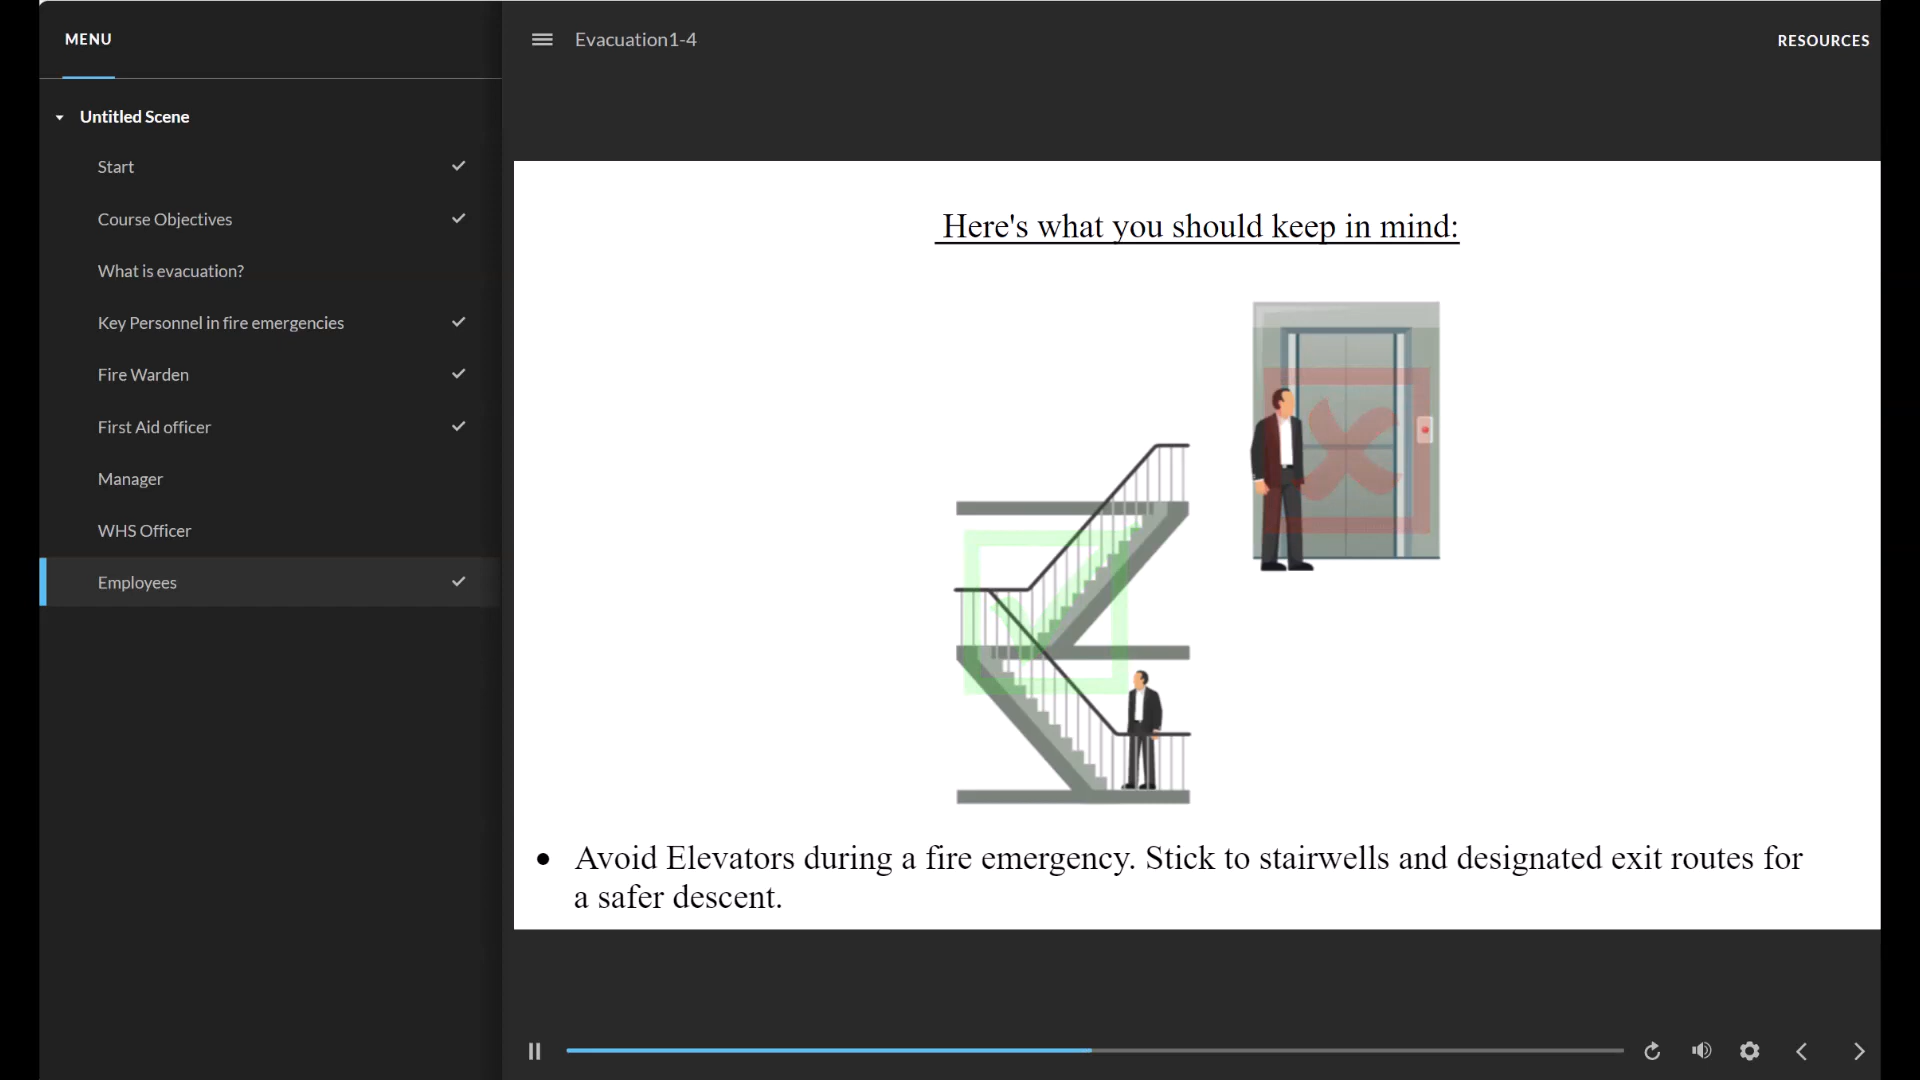 MENU
Evacuation1-4
RESOURCES
Untitled Scene
Start
Course Objectives
What is evacuation?
Key Personnel in fire emergencies
Fire Warden
First Aid officer
Manager
WHS Officer
Employees
Here's what you should keep in mind:
• Avoid Elevators during a fire emergency. Stick to stairwells and designated exit routes for
a safer descent.